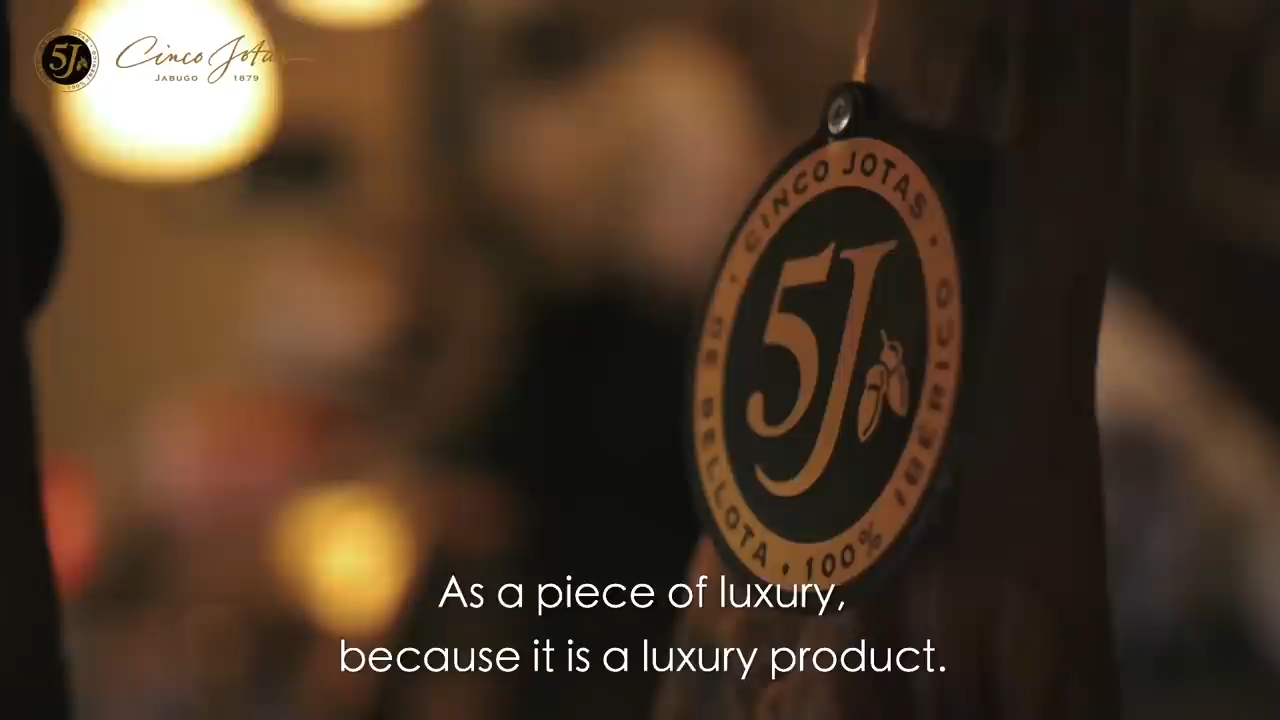 5J
Cinco Jotas
JABUGO 1879
CINCO JOTAS · 100% IBÉRICO · DE BELLOTA ·
5J
As a piece of luxury,
because it is a luxury product.